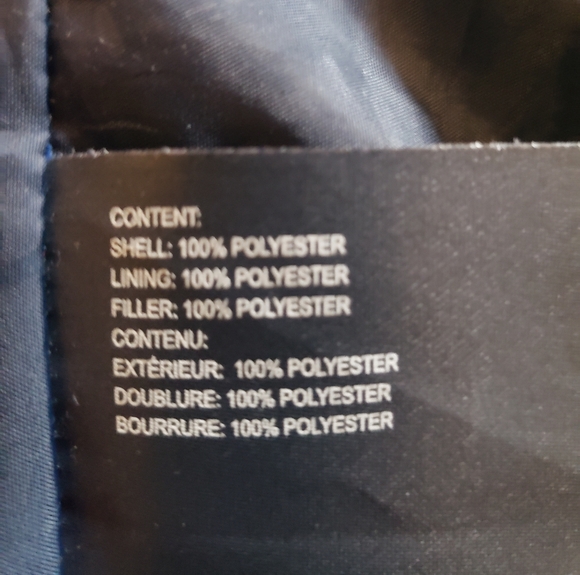 CONTENT:
SHELL: 100% POLYESTER
LINING: 100% POLYESTER
FILLER: 100% POLYESTER
CONTENU:
EXTÉRIEUR: 100% POLYESTER
DOUBLURE: 100% POLYESTER
BOURRURE: 100% POLYESTER